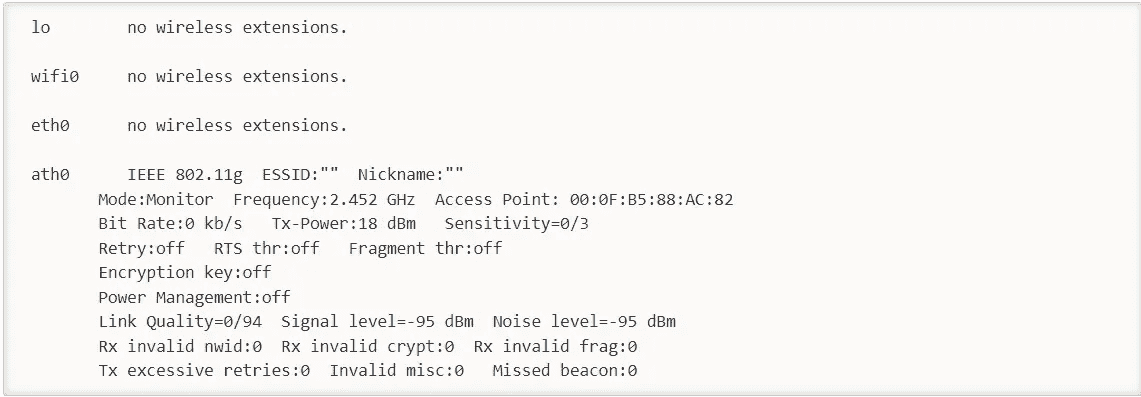 lo        no wireless extensions.
wifi0     no wireless extensions.
eth0      no wireless extensions.
ath0      IEEE 802.11g  ESSID:""  Nickname:""
       Mode:Monitor  Frequency:2.452 GHz  Access Point: 00:0F:B5:88:AC:82
       Bit Rate:0 kb/s   Tx-Power:18 dBm   Sensitivity=0/3
       Retry:off   RTS thr:off   Fragment thr:off
       Encryption key:off
       Power Management:off
       Link Quality=0/94  Signal level=-95 dBm  Noise level=-95 dBm
       Rx invalid nwid:0  Rx invalid crypt:0  Rx invalid frag:0
       Tx excessive retries:0  Invalid misc:0   Missed beacon:0